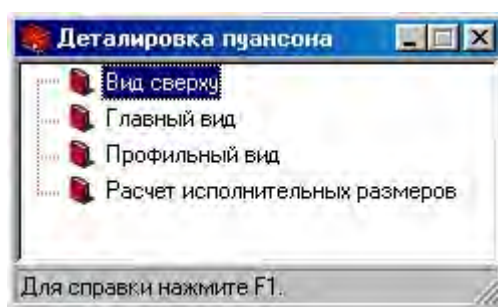 Деталировка пуансона
Вид сверху
Главный вид
Профильный вид
Расчет исполнительных размеров
Для справки нажмите F1.